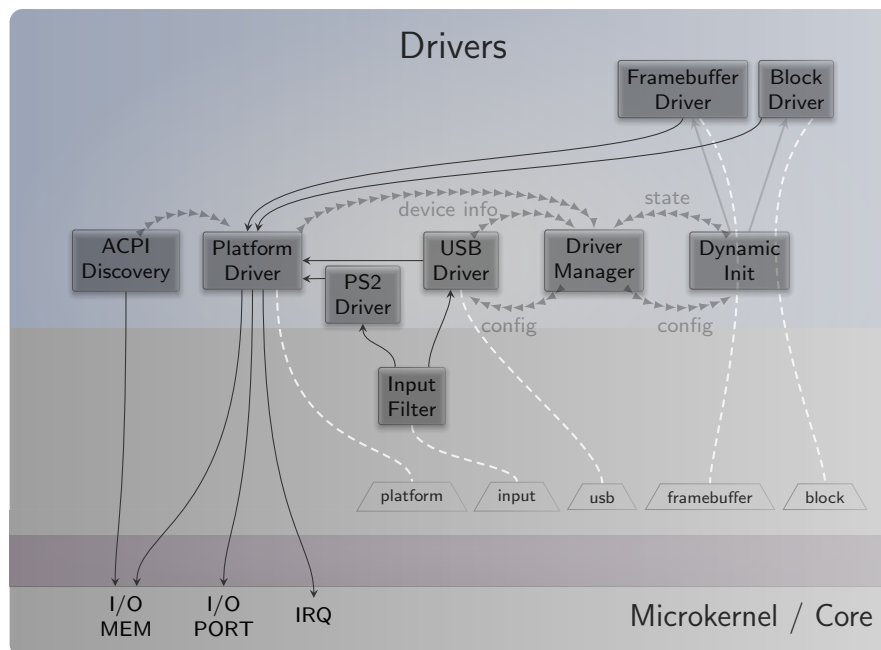 Drivers
Framebuffer
Driver
Block
Driver
device info
state
ACPI
Discovery
Platform
Driver
USB
Driver
Driver
Manager
Dynamic
Init
PS2
Driver
config
config
Input
Filter
platform
input
usb
framebuffer
block
I/O
MEM
I/O
PORT
IRQ
Microkernel / Core